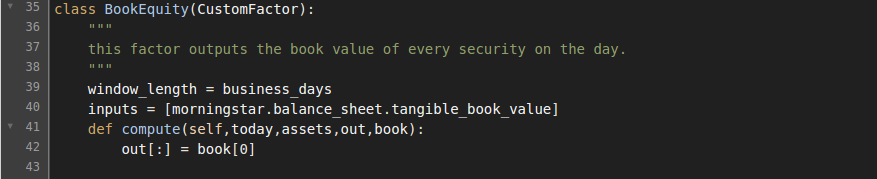 35 class BookEquity(CustomFactor):
36     """
37     this factor outputs the book value of every security on the day.
38     """
39     window_length = business_days
40     inputs = [morningstar.balance_sheet.tangible_book_value]
41     def compute(self,today,assets,out,book):
42         out[:] = book[0]
43